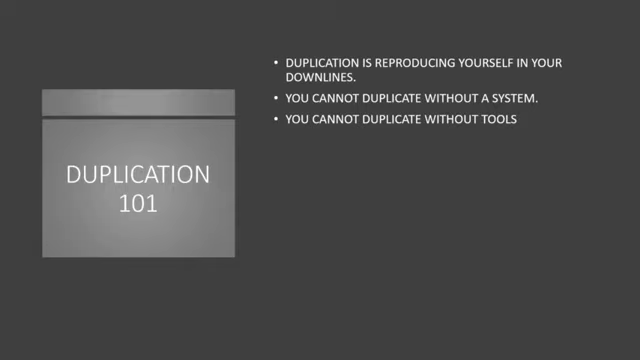 DUPLICATION
101
• DUPLICATION IS REPRODUCING YOURSELF IN YOUR
DOWNLINES.
• YOU CANNOT DUPLICATE WITHOUT A SYSTEM.
• YOU CANNOT DUPLICATE WITHOUT TOOLS